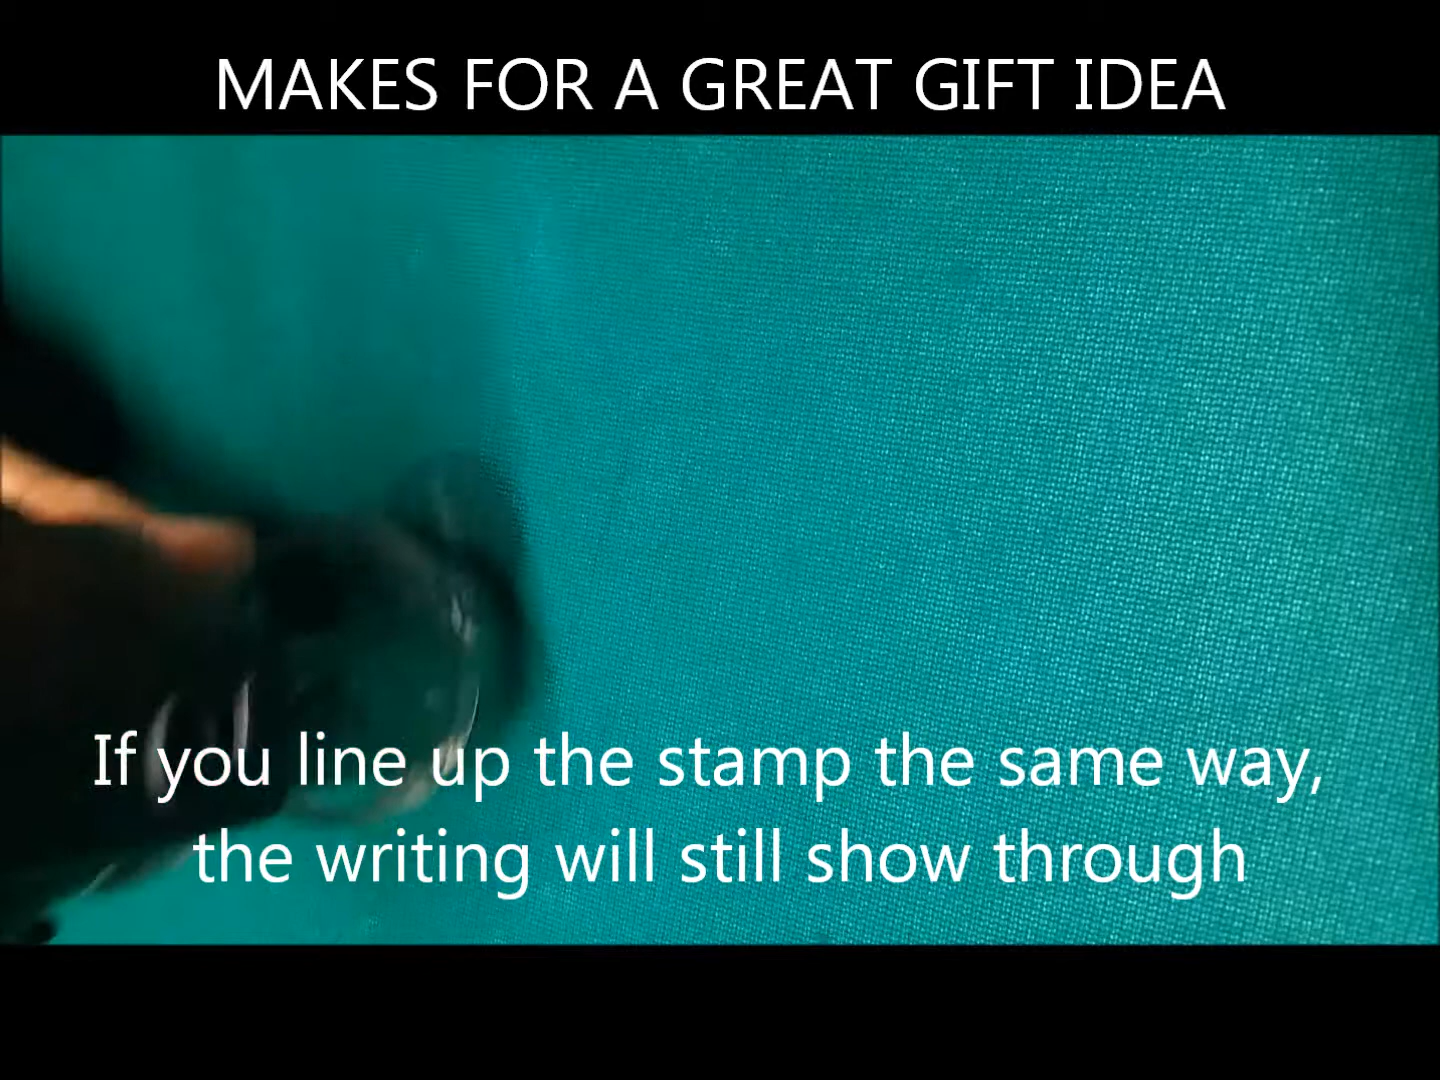 MAKES FOR A GREAT GIFT IDEA
If you line up the stamp the same way,
the writing will still show through